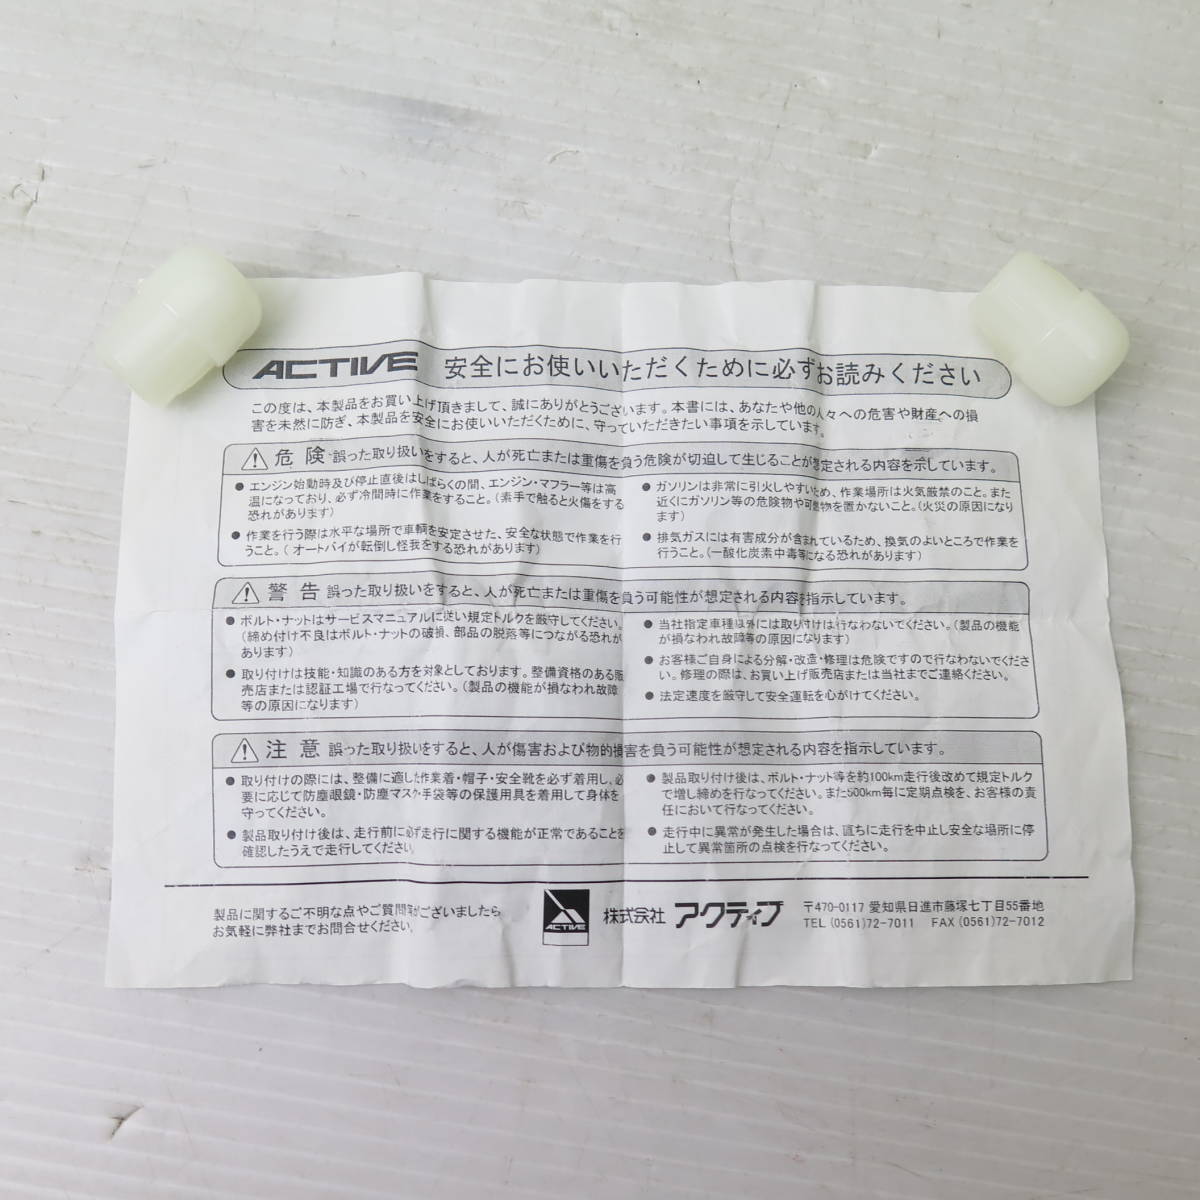 ACTIVE 安全にお使いいただくために必ずお読みください
この度は、本製品をお買い上げ頂きまして、誠にありがとうございます。本書には、あなたや他の人々への危害や財産への損
害を未然に防ぎ、本製品を安全にお使いいただくために、守っていただきたい事項を示しています。
危険 誤った取り扱いをすると、人が死亡または重傷を負う危険が切迫して生じることが想定される内容を示しています。
●エンジン始動時及び停止直後はしばらくの間、エンジン・マフラー等は高
温になっており、必ず冷間時に作業をすること。(素手で触ると火傷をする
恐れがあります)
●作業を行う際は水平な場所で車輌を安定させた、安全な状態で作業を行
うこと。( オートバイが転倒し怪我をする恐れがあります)
●ガソリンは非常に引火しやすいため、作業場所は火気厳禁のこと。また
近くにガソリン等の危険物や可燃物を置かないこと。(火災の原因になり
ます)
●排気ガスには有害成分が含まれているため、換気のよいところで作業を
行うこと。(一酸化炭素中毒等になる恐れがあります)
警告 誤った取り扱いをすると、人が死亡または重傷を負う可能性が想定される内容を指示しています。
●ボルト・ナットはサービスマニュアルに従い規定トルクを厳守してください。
(締め付け不良はボルト・ナットの破損、部品の脱落等につながる恐れが
あります)
●取り付けは技能・知識のある方を対象としております。整備資格のある販
売店または認証工場で行なってください。(製品の機能が損なわれ故障
等の原因になります)
●当社指定車種以外には取り付けは行なわないでください。(製品の機能
が損なわれ故障等の原因になります)
●お客様ご自身による分解・改造・修理は危険ですので行なわないでくださ
い。修理の際は、お買い上げ販売店または当社までご連絡ください。
●法定速度を厳守して安全運転を心がけてください。
注意 誤った取り扱いをすると、人が傷害および物的損害を負う可能性が想定される内容を指示しています。
●取り付けの際には、整備に適した作業着・帽子・安全靴を必ず着用し、必
要に応じて防塵眼鏡・防塵マスク・手袋等の保護用具を着用して身体を
守ってください。
●製品取り付け後は、走行前に必ず走行に関する機能が正常であることを
確認したうえで走行してください。
●製品取り付け後は、ボルト・ナット等を約100km走行後改めて規定トルク
で増し締めを行なってください。また500km毎に定期点検を、お客様の責
任において行なってください。
●走行中に異常が発生した場合は、直ちに走行を中止し安全な場所に停
止して異常箇所の点検を行なってください。
製品に関するご不明な点やご質問等がございましたら
お気軽に弊社までお問合せください。
ACTIVE
株式会社 アクティブ
〒470-0117 愛知県日進市藤塚七丁目55番地
TEL (0561)72-7011 FAX (0561)72-7012